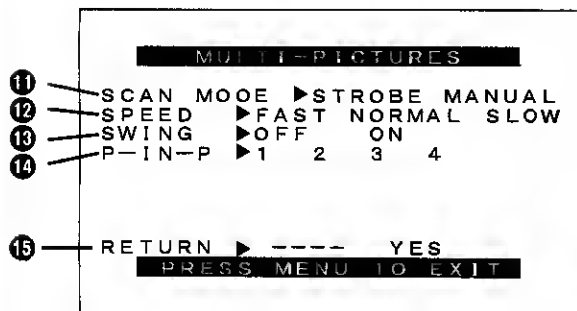 MULTI-PICTURES
11 SCAN MODE ▶STROBE MANUAL
12 SPEED ▶FAST NORMAL SLOW
13 SWING ▶OFF ON
14 P-IN-P ▶1 2 3 4
15 RETURN ▶ ---- YES
PRESS MENU TO EXIT